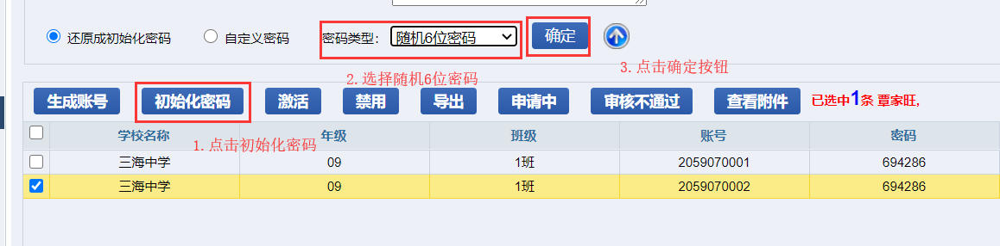 还原成初始化密码 自定义密码 密码类型： 随机6位密码 确定
3.点击确定按钮
2.选择随机6位密码
生成账号 初始化密码 激活 禁用 导出 申请中 审核不通过 查看附件 已选中1条 覃家旺,
学校名称 年级 班级 账号 密码
1.点击初始化密码
三海中学 09 1班 2059070001 694286
三海中学 09 1班 2059070002 694286